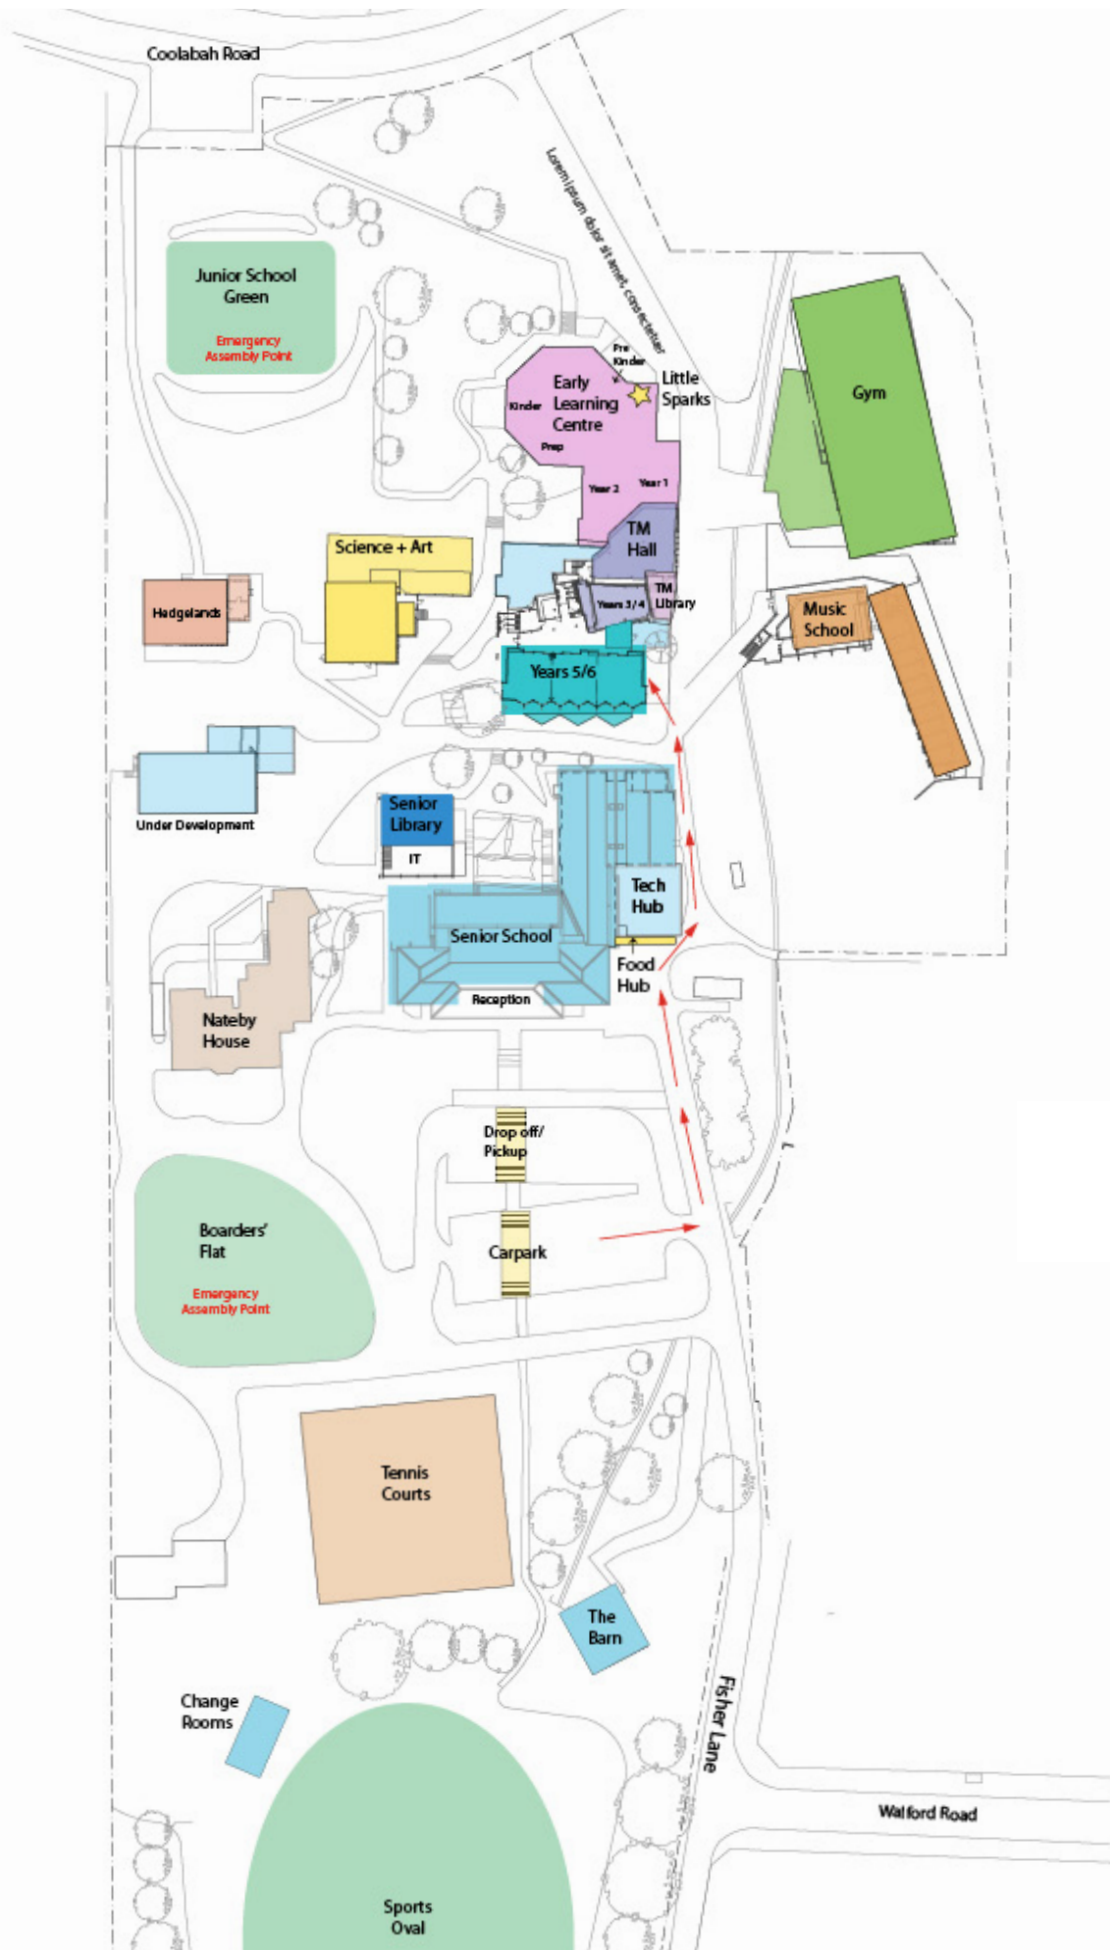 Coolabah Road
Lorem ipsum dolor sit amet, consectetuer
Junior School
Green
Emergency
Assembly Point
Pre
Kinder
Little
Sparks
Early
Learning
Centre
Kinder
Prep
Year 2
Year 1
Gym
TM
Hall
Science + Art
Hedgelands
Years 3/4
TM
Library
Music
School
Years 5/6
Under Development
Senior
Library
IT
Tech
Hub
Senior School
Food
Hub
Reception
Nateby
House
Drop off/
Pickup
Boarders'
Flat
Carpark
Emergency
Assembly Point
Tennis
Courts
The
Barn
Change
Rooms
Fisher Lane
Walford Road
Sports
Oval